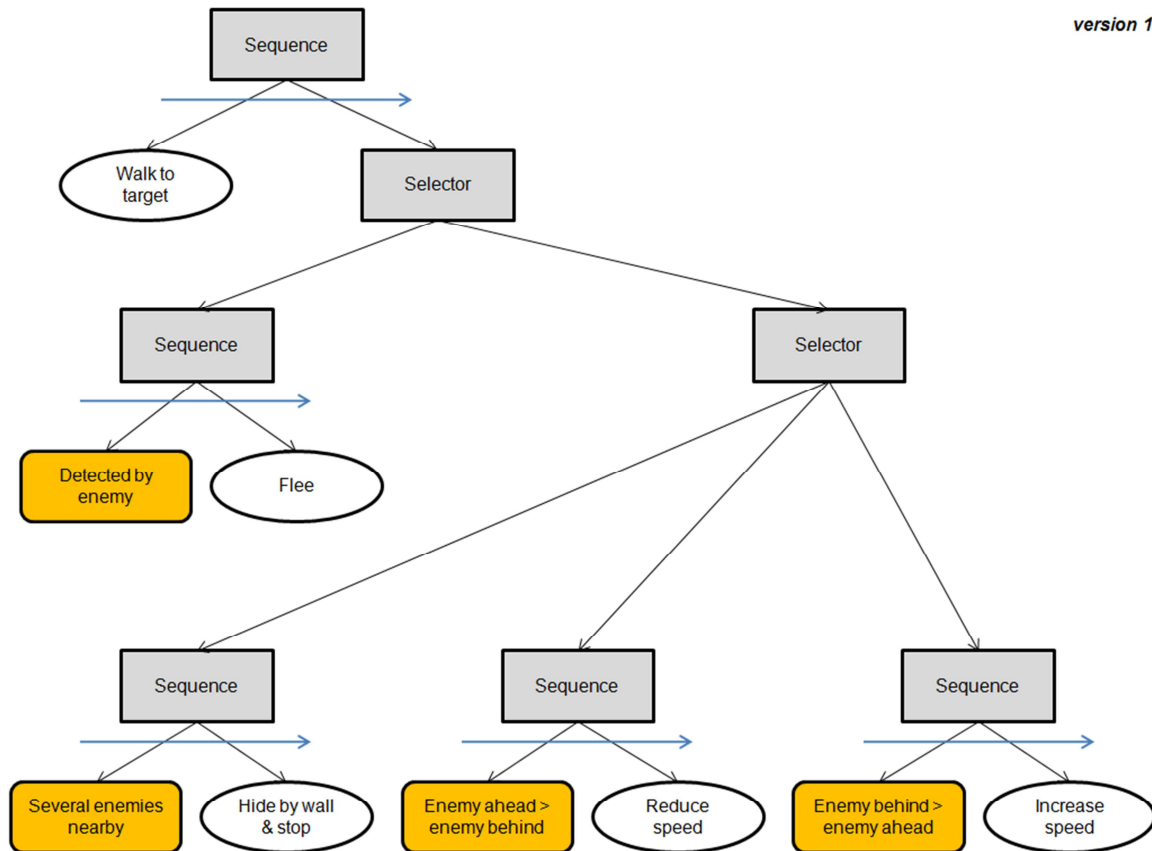 version 1
Sequence
Walk to
target
Selector
Sequence
Selector
Detected by
enemy
Flee
Sequence
Sequence
Sequence
Several enemies
nearby
Hide by wall
& stop
Enemy ahead >
enemy behind
Reduce
speed
Enemy behind >
enemy ahead
Increase
speed